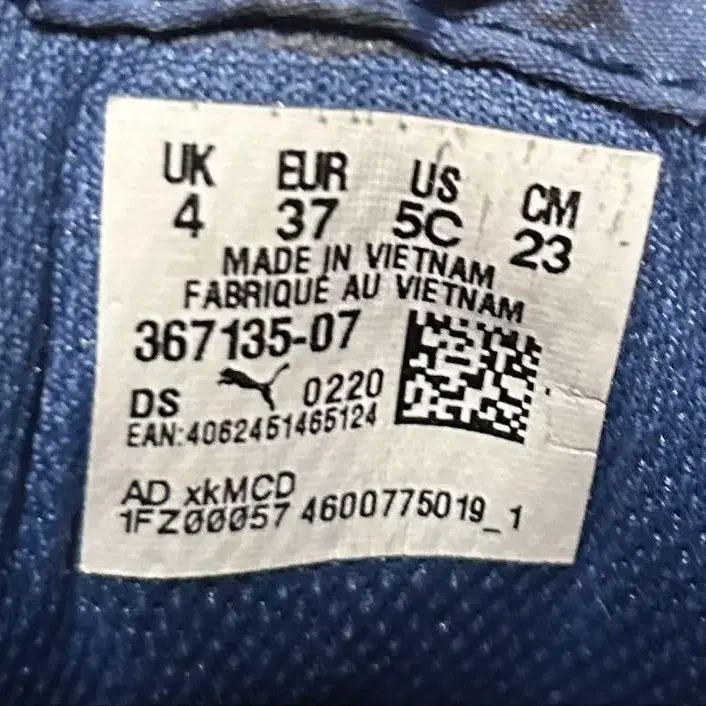 UK EUR US CM
4 37 5C 23
MADE IN VIETNAM
FABRIQUÉ AU VIETNAM
367135-07
DS 0220
EAN:4062451465124
AD xkMCD
1FZ00057 4600775019_1